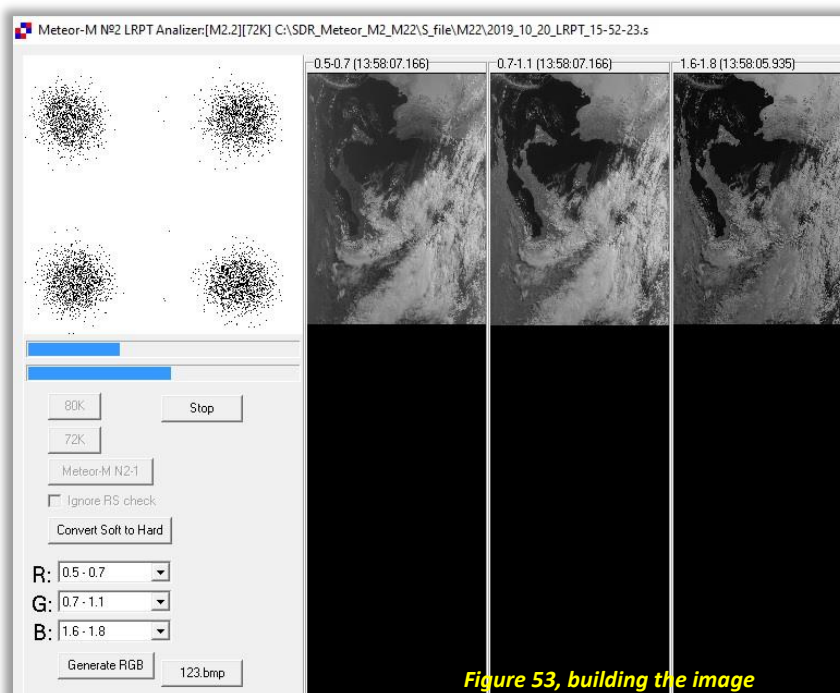 Meteor-M №2 LRPT Analizer:[M2.2][72K] C:\SDR_Meteor_M2_M22\S_file\M22\2019_10_20_LRPT_15-52-23.s
0.5-0.7 (13:58:07.166) 0.7-1.1 (13:58:07.166) 1.6-1.8 (13:58:05.935)
80K Stop
72K
Meteor-M N2-1
Ignore RS check
Convert Soft to Hard
R: 0.5 - 0.7
G: 0.7 - 1.1
B: 1.6 - 1.8
Generate RGB 123.bmp
Figure 53, building the image